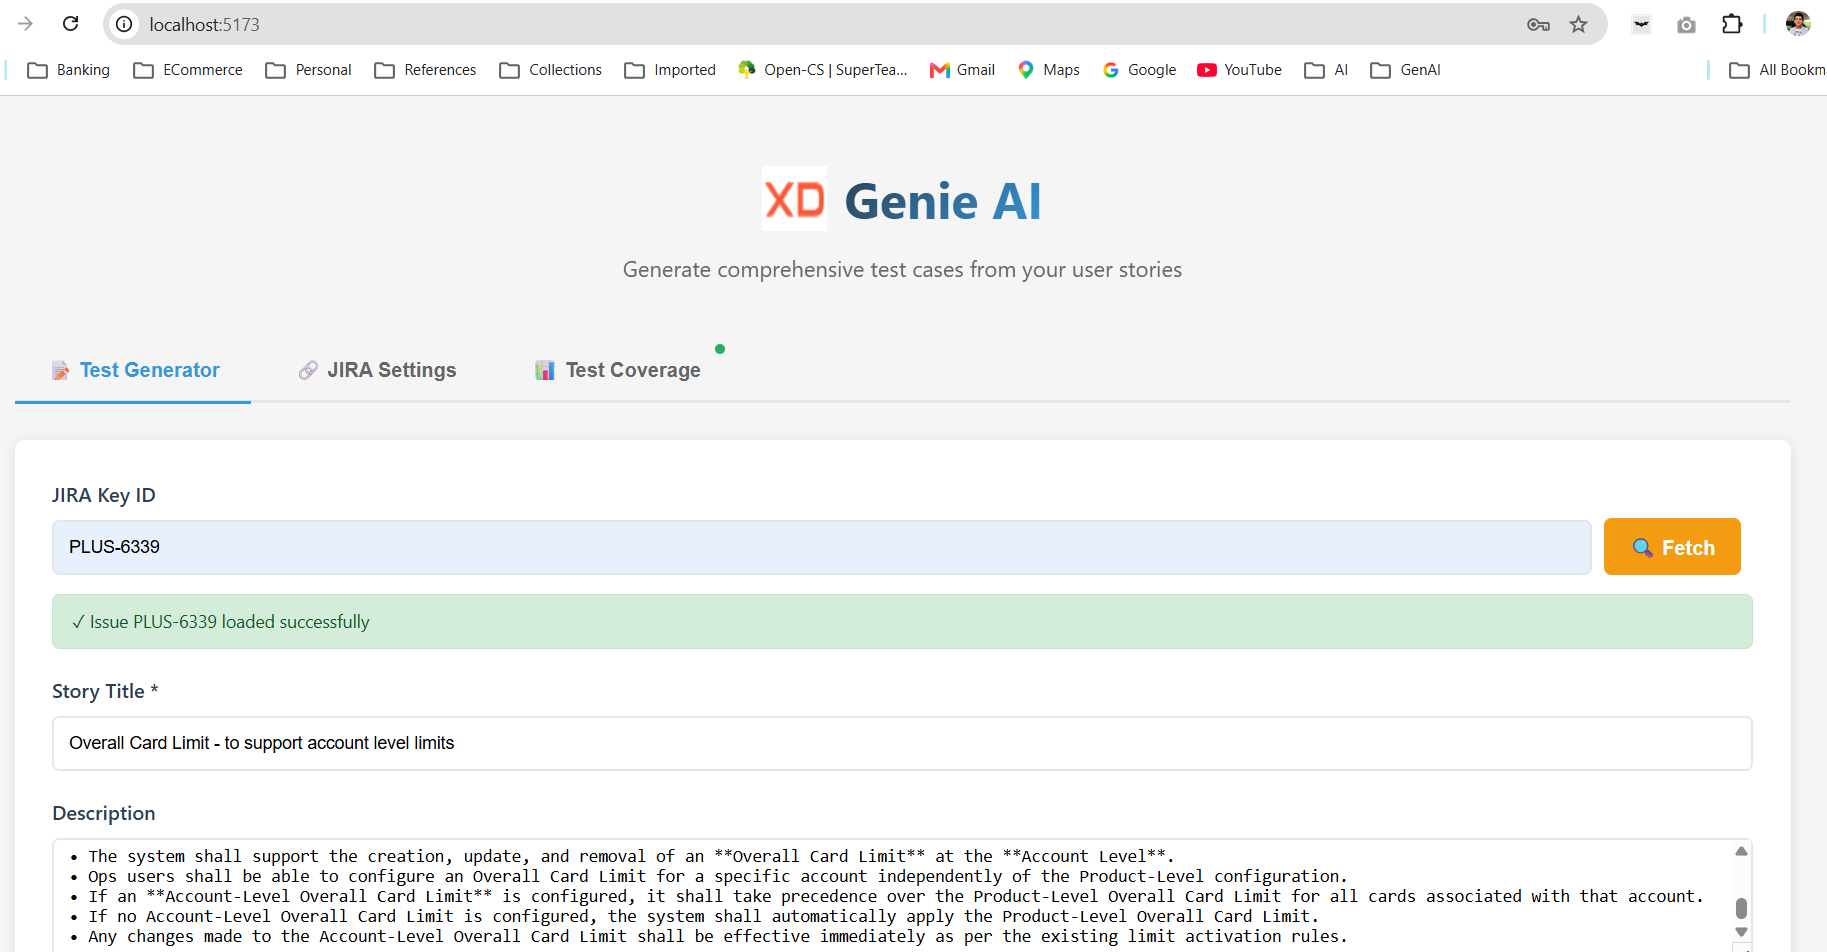 localhost:5173
Banking ECommerce Personal References Collections Imported Open-CS | SuperTea... Gmail Maps Google YouTube AI GenAI All Bookm
XD Genie AI
Generate comprehensive test cases from your user stories
Test Generator JIRA Settings Test Coverage
JIRA Key ID
PLUS-6339 Fetch
✓ Issue PLUS-6339 loaded successfully
Story Title *
Overall Card Limit - to support account level limits
Description
• The system shall support the creation, update, and removal of an **Overall Card Limit** at the **Account Level**.
• Ops users shall be able to configure an Overall Card Limit for a specific account independently of the Product-Level configuration.
• If an **Account-Level Overall Card Limit** is configured, it shall take precedence over the Product-Level Overall Card Limit for all cards associated with that account.
• If no Account-Level Overall Card Limit is configured, the system shall automatically apply the Product-Level Overall Card Limit.
• Any changes made to the Account-Level Overall Card Limit shall be effective immediately as per the existing limit activation rules.